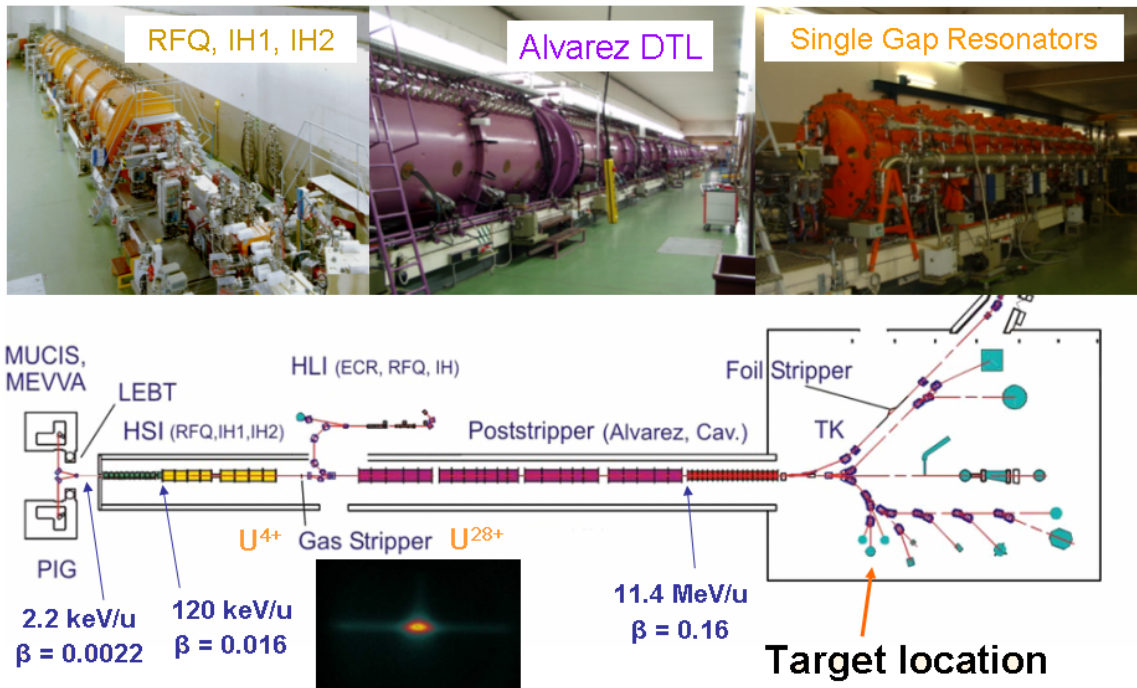 RFQ, IH1, IH2
Alvarez DTL
Single Gap Resonators
MUCIS,
MEVVA
LEBT
HSI (RFQ,IH1,IH2)
HLI (ECR, RFQ, IH)
Poststripper (Alvarez, Cav.)
Foil Stripper
TK
PIG
U4+
Gas Stripper
U28+
2.2 keV/u
β = 0.0022
120 keV/u
β = 0.016
11.4 MeV/u
β = 0.16
Target location